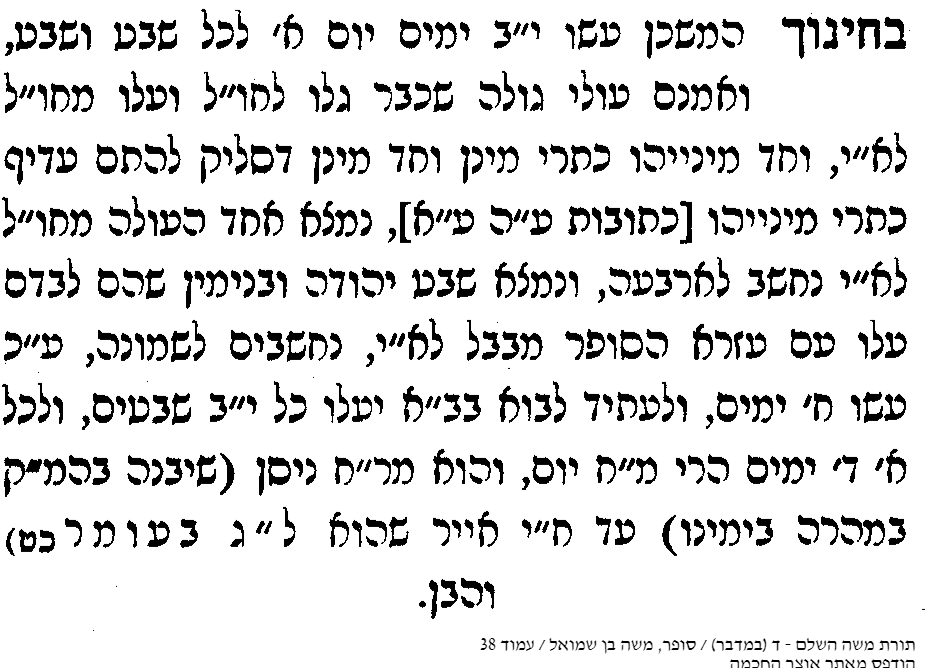 בחינוך המשכן עשו י״ב ימים יום א׳ לכל שבט ושבט,
ואמנם עולי גולה שכבר גלו לחו״ל ועלו מחו״ל
לא״י, וחד מינייהו כתרי מינן וחד מינן דסליק להתם עדיף
כתרי מינייהו [כתובות ע״ה ע״א], נמצא אחד העולה מחו״ל
לא״י נחשב לארבעה, ונמצא שבט יהודה ובנימין שהם לבדם
עלו עם עזרא הסופר מבבל לא״י, נחשבים לשמונה, ע״כ
עשו ח׳ ימים, ולעתיד לבוא בב״א יעלו כל י״ב שבטים, ולכל
א׳ ד׳ ימים הרי מ״ח יום, והוא מר״ח ניסן (שיבנה בהמ״ק
במהרה בימינו) עד ח״י אייר שהוא ל״ג בעומר כט)
והבן.
תורת משה השלם - ד (במדבר) / סופר, משה בן שמואל / עמוד 38
הודפס מאתר אוצר החכמה